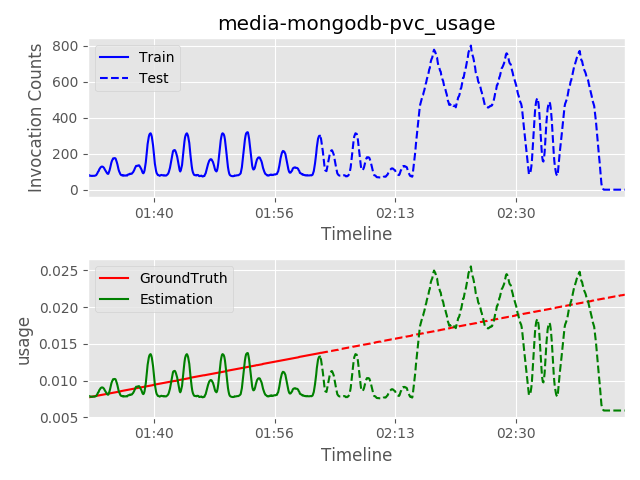 media-mongodb-pvc_usage
Invocation Counts
800
600
400
200
0
Train
Test
01:40 01:56 02:13 02:30
Timeline
usage
0.025
0.020
0.015
0.010
0.005
GroundTruth
Estimation
01:40 01:56 02:13 02:30
Timeline